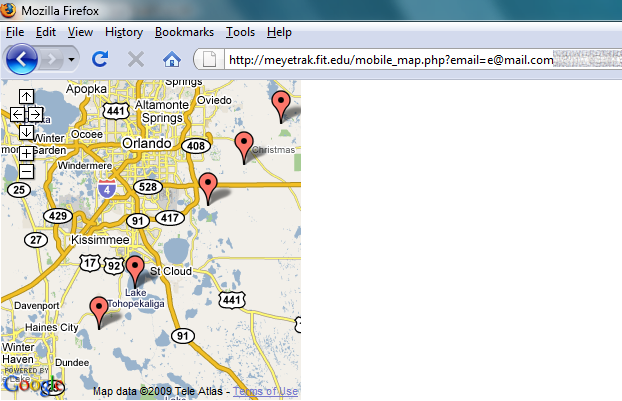 Mozilla Firefox
File Edit View History Bookmarks Tools Help
http://meyetrak.fit.edu/mobile_map.php?email=e@mail.com
Springs
Apopka
Oviedo
441
Altamonte
Springs
Ocoee
Winter
Garden
Orlando
408
Christmas
Windermere
4
528
25
429
417
91
27
Kissimmee
17 92
St Cloud
Lake
Tohopekaliga
441
Davenport
Haines City
91
Winter
Haven
Dundee
POWERED BY
Google
Map data ©2009 Tele Atlas - Terms of Use